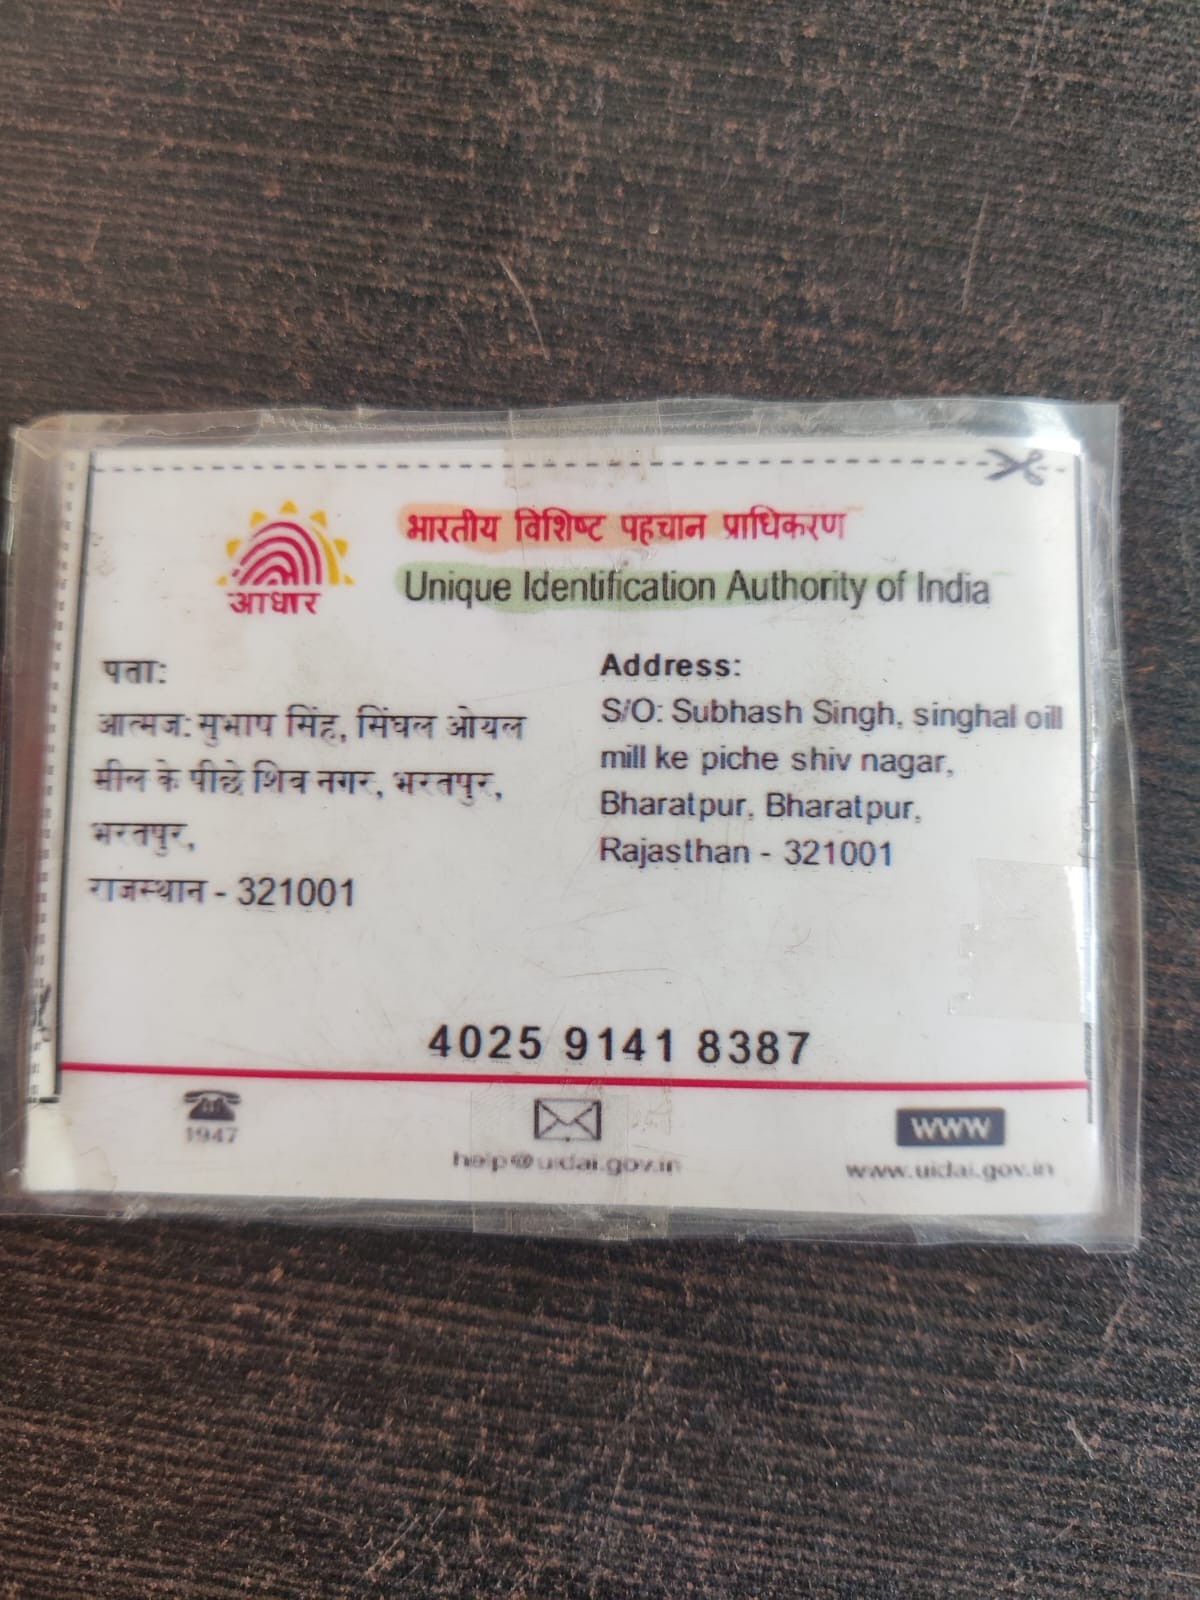 भारतीय विशिष्ट पहचान प्राधिकरण
Unique Identification Authority of India
आधार
पता:
आत्मज: सुभाष सिंह, सिंघल ओयल
मील के पीछे शिव नगर, भरतपुर,
भरतपुर,
राजस्थान - 321001
Address:
S/O: Subhash Singh, singhal oill
mill ke piche shiv nagar,
Bharatpur, Bharatpur,
Rajasthan - 321001
4025 9141 8387
1947
help@uidai.gov.in
www
www.uidai.gov.in